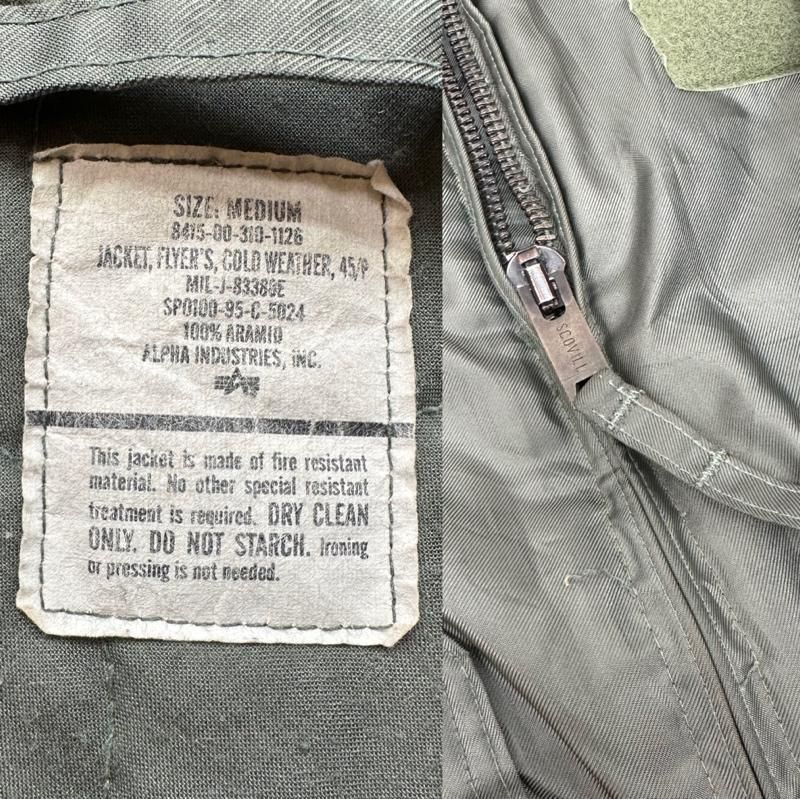 SIZE: MEDIUM
8415-00-310-1126
JACKET, FLYER'S, COLD WEATHER, 45/P
MIL-J-83388E
SPO100-95-C-5024
100% ARAMID
ALPHA INDUSTRIES, INC.
This jacket is made of fire resistant
material. No other special resistant
treatment is required. DRY CLEAN
ONLY. DO NOT STARCH. Ironing
or pressing is not needed.
SCOVILL